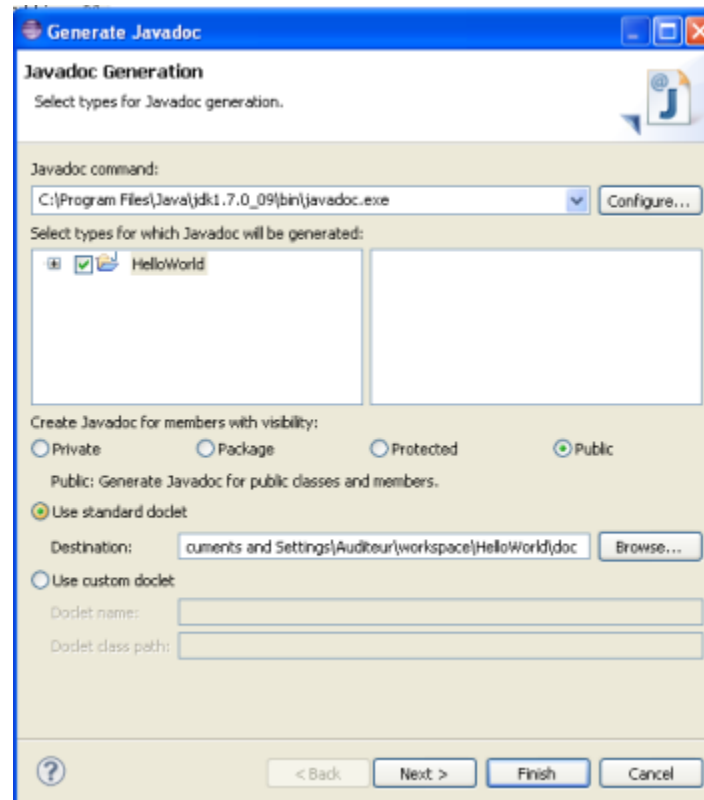 Generate Javadoc
Javadoc Generation
Select types for Javadoc generation.
Javadoc command:
C:\Program Files\Java\jdk1.7.0_09\bin\javadoc.exe
Configure...
Select types for which Javadoc will be generated:
HelloWorld
Create Javadoc for members with visibility:
Private Package Protected Public
Public: Generate Javadoc for public classes and members.
Use standard doclet
Destination: cuments and Settings\Auditeur\workspace\HelloWorld\doc Browse...
Use custom doclet
Doclet name:
Doclet class path:
< Back Next > Finish Cancel